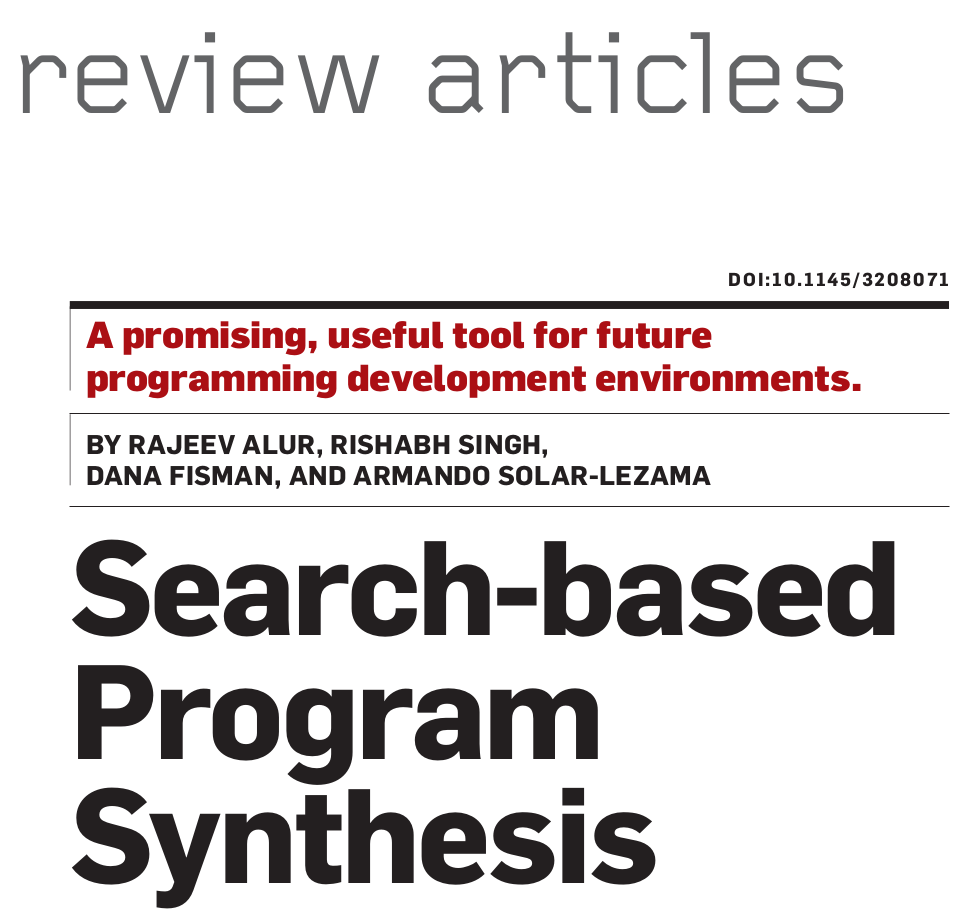 review articles
DOI:10.1145/3208071
A promising, useful tool for future
programming development environments.
BY RAJEEV ALUR, RISHABH SINGH,
DANA FISMAN, AND ARMANDO SOLAR-LEZAMA
Search-based
Program
Synthesis